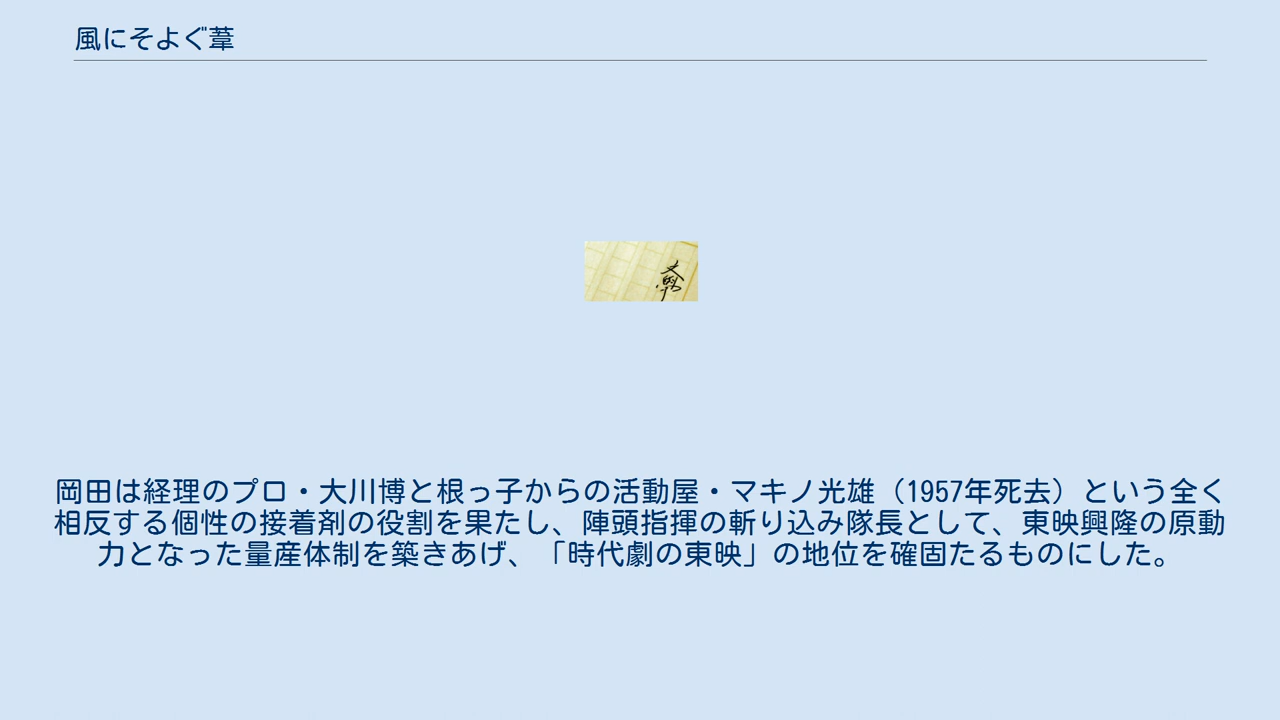 風にそよぐ葦
岡田は経理のプロ・大川博と根っ子からの活動屋・マキノ光雄（1957年死去）という全く
相反する個性の接着剤の役割を果たし、陣頭指揮の斬り込み隊長として、東映興隆の原動
力となった量産体制を築きあげ、「時代劇の東映」の地位を確固たるものにした。